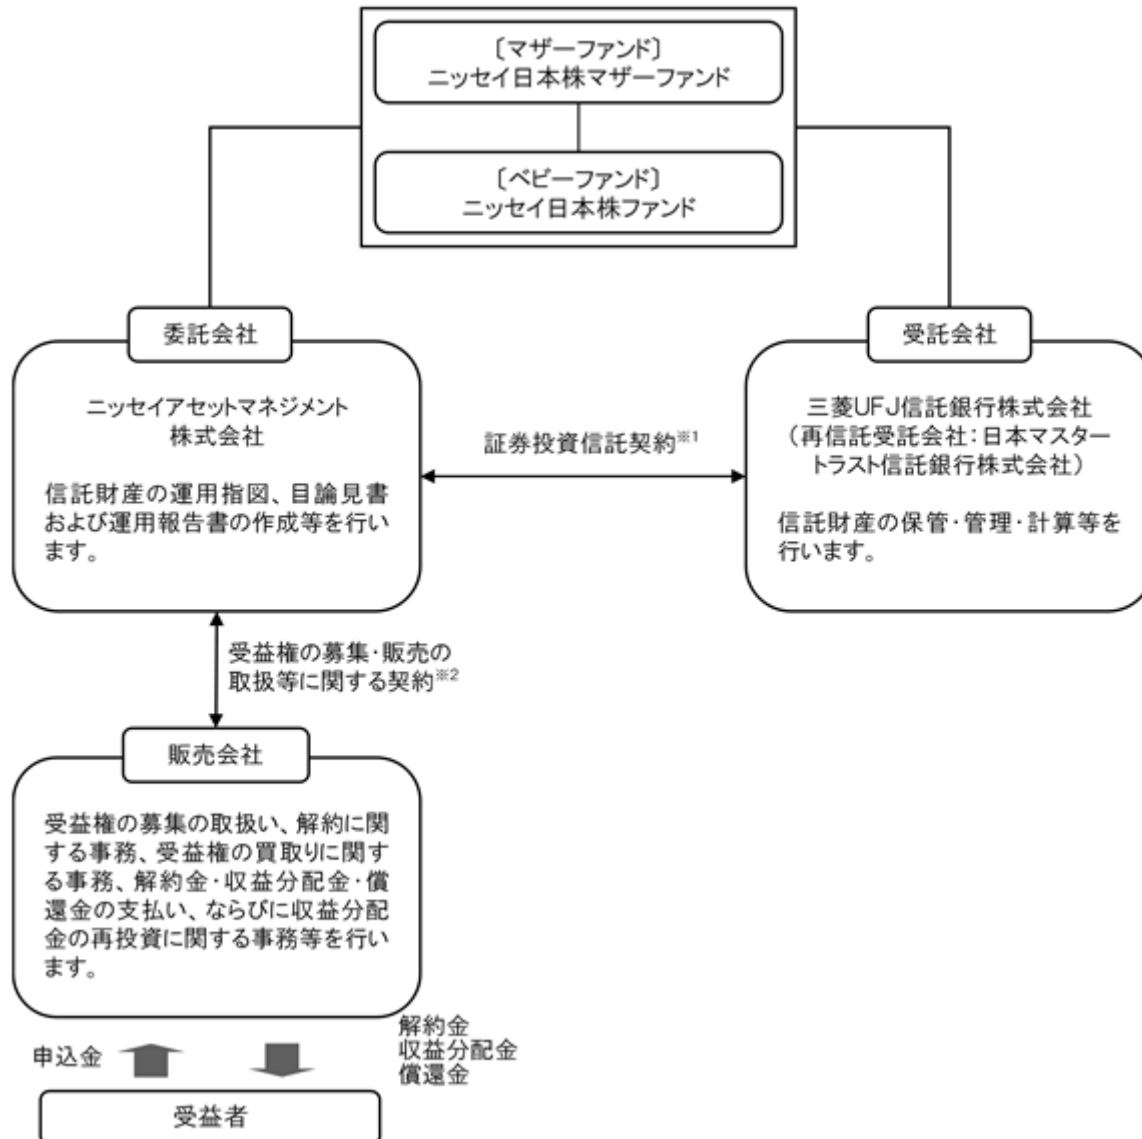 〔マザーファンド〕
ニッセイ日本株マザーファンド
〔ベビーファンド〕
ニッセイ日本株ファンド
委託会社
ニッセイアセットマネジメント
株式会社
信託財産の運用指図、目論見書
および運用報告書の作成等を行い
ます。
証券投資信託契約※1
受託会社
三菱UFJ信託銀行株式会社
（再信託受託会社：日本マスター
トラスト信託銀行株式会社）
信託財産の保管・管理・計算等を
行います。
受益権の募集・販売の
取扱等に関する契約※2
販売会社
受益権の募集の取扱い、解約に関
する事務、受益権の買取りに関す
る事務、解約金・収益分配金・償
還金の支払い、ならびに収益分配
金の再投資に関する事務等を行い
ます。
申込金
解約金
収益分配金
償還金
受益者